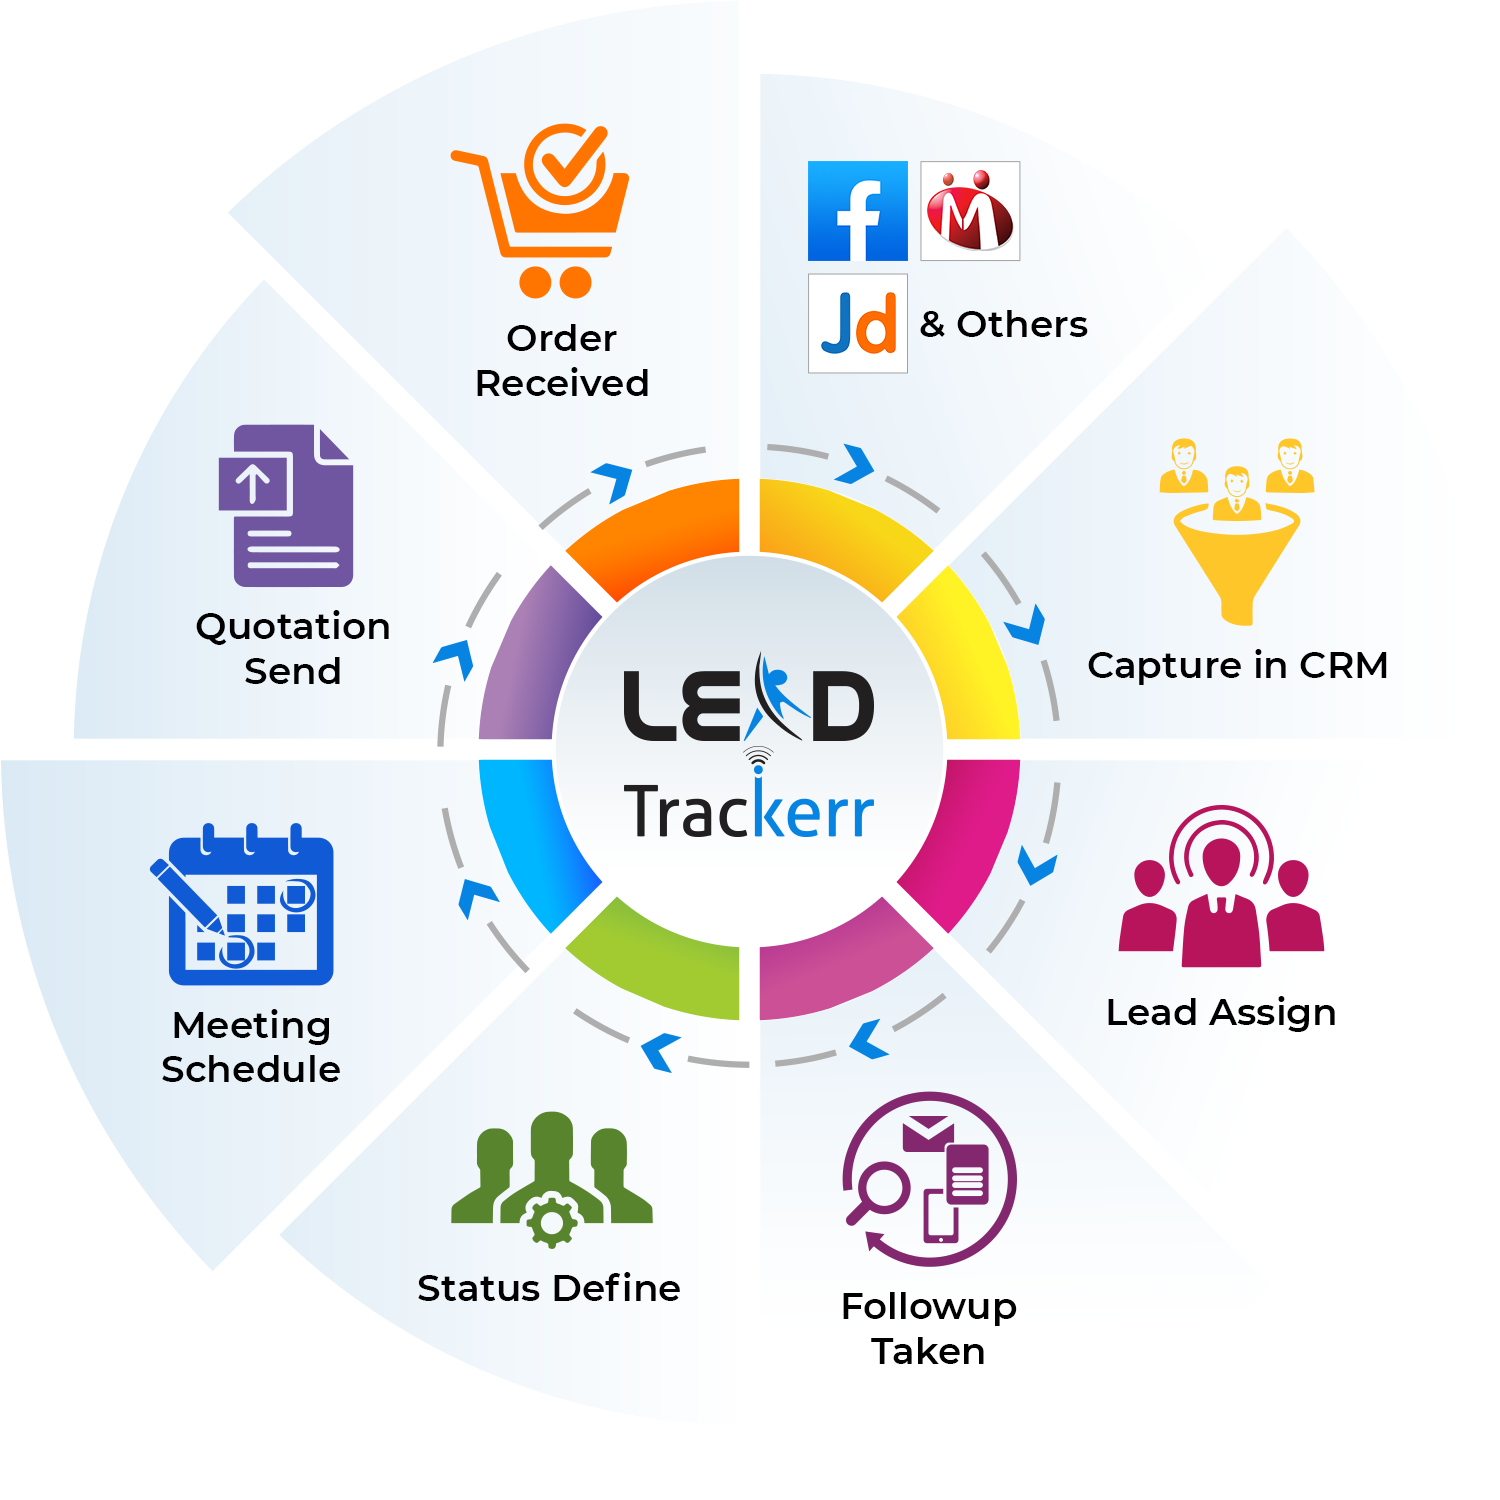 LEAD
Trackerr
f
M
Jd
& Others
Capture in CRM
Lead Assign
Followup
Taken
Status Define
Meeting
Schedule
Quotation
Send
Order
Received